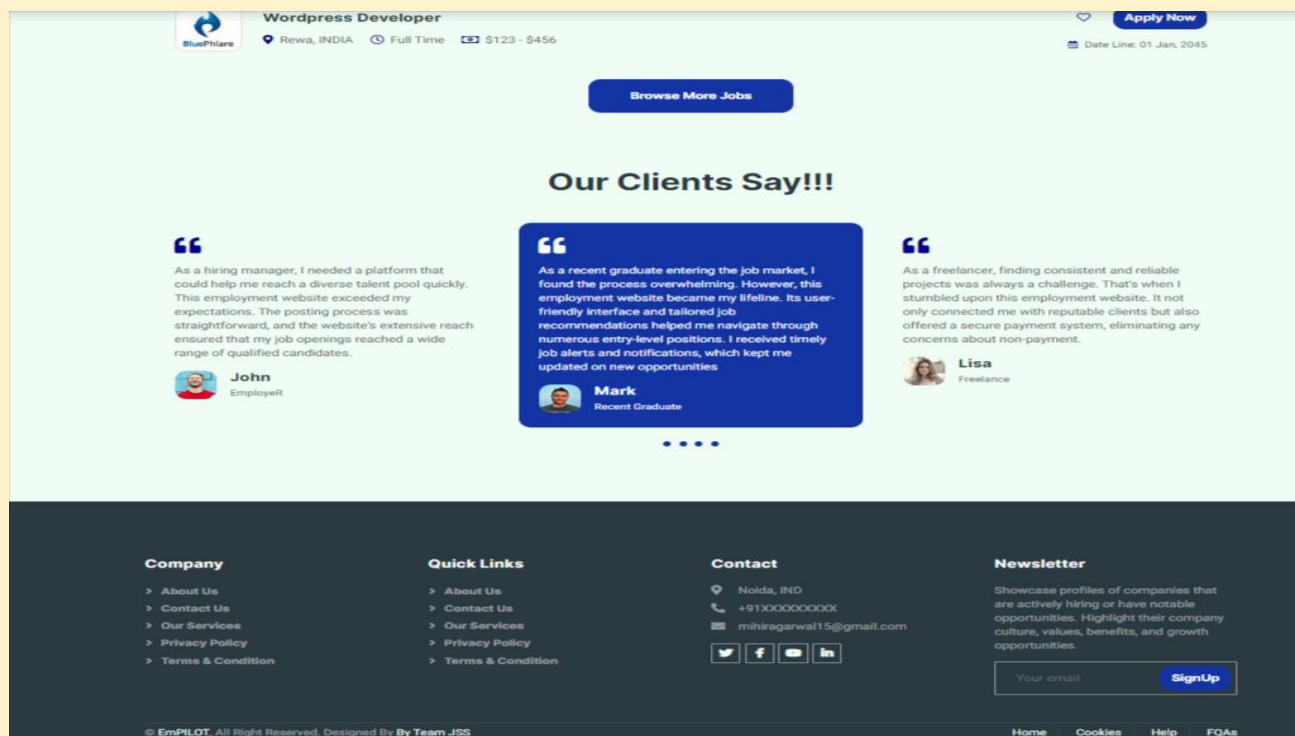 Wordpress Developer
BluePhlare
Rewa, INDIA Full Time $123 - $456
Apply Now
Date Line: 01 Jan, 2045
Browse More Jobs
Our Clients Say!!!
As a hiring manager, I needed a platform that
could help me reach a diverse talent pool quickly.
This employment website exceeded my
expectations. The posting process was
straightforward, and the website's extensive reach
ensured that my job openings reached a wide
range of qualified candidates.
John
EmployeR
As a recent graduate entering the job market, I
found the process overwhelming. However, this
employment website became my lifeline. Its user-
friendly interface and tailored job
recommendations helped me navigate through
numerous entry-level positions. I received timely
job alerts and notifications, which kept me
updated on new opportunities
Mark
Recent Graduate
As a freelancer, finding consistent and reliable
projects was always a challenge. That's when I
stumbled upon this employment website. It not
only connected me with reputable clients but also
offered a secure payment system, eliminating any
concerns about non-payment.
Lisa
Freelance
Company
> About Us
> Contact Us
> Our Services
> Privacy Policy
> Terms & Condition
Quick Links
> About Us
> Contact Us
> Our Services
> Privacy Policy
> Terms & Condition
Contact
Noida, IND
+91XXXXXXXXXX
mihiragarwal15@gmail.com
Newsletter
Showcase profiles of companies that
are actively hiring or have notable
opportunities. Highlight their company
culture, values, benefits, and growth
opportunities.
Your email SignUp
© EmPILOT, All Right Reserved. Designed By By Team JSS
Home Cookies Help FQAs